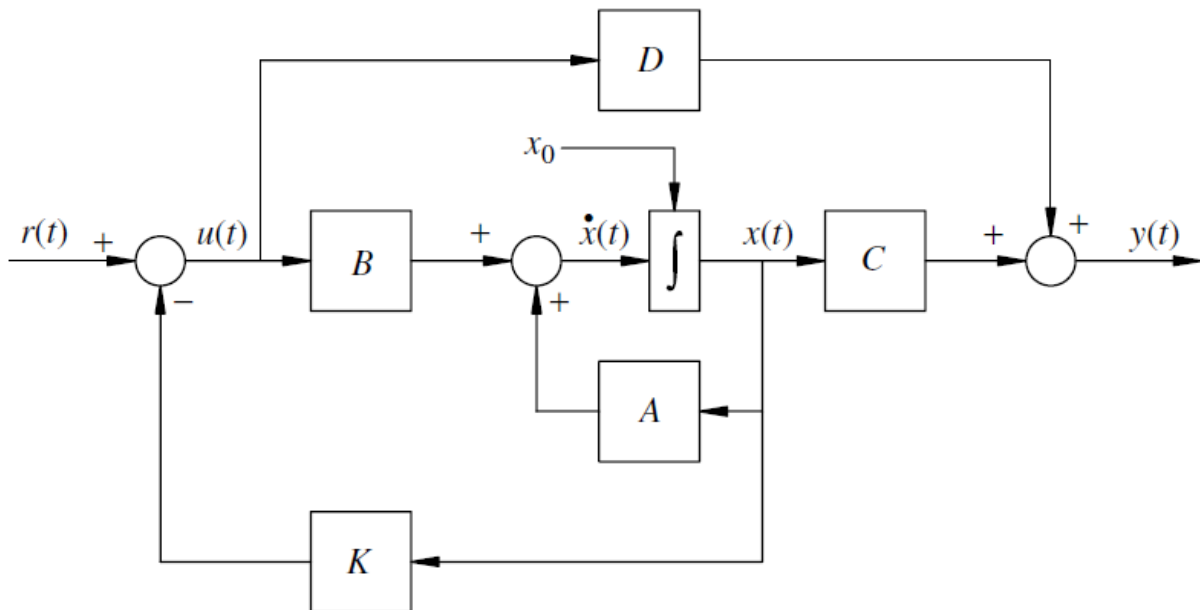 D
x₀
r(t) + u(t) B + ẋ(t) ∫ x(t) C + + y(t)
− +
A
K